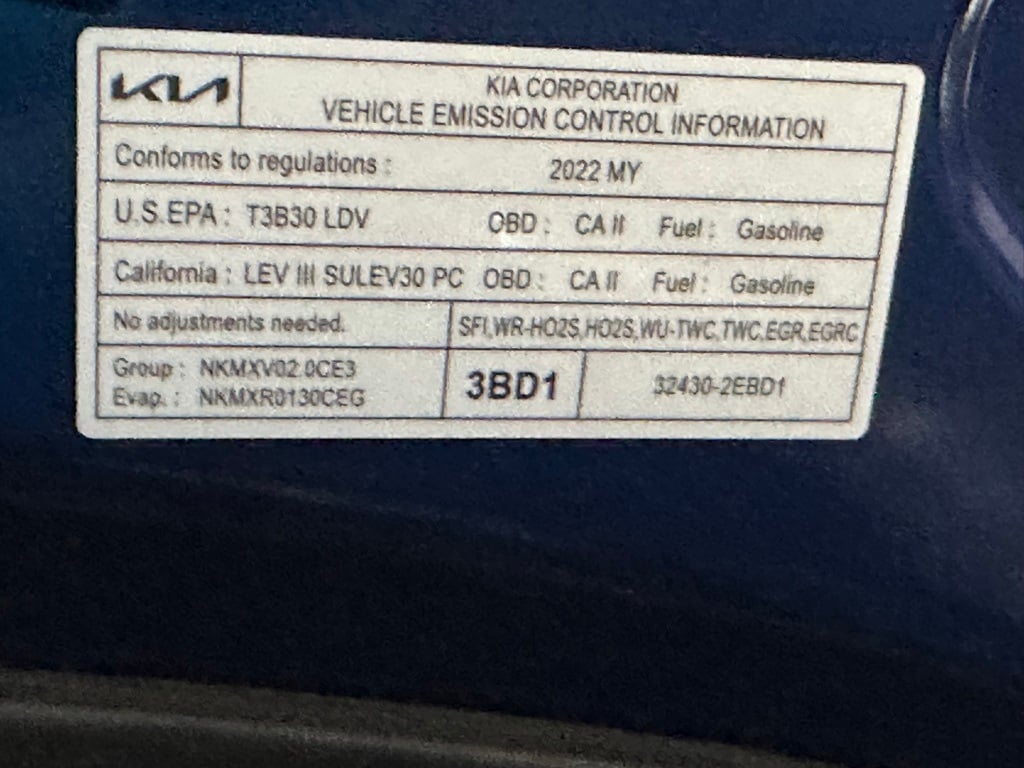 KIA
KIA CORPORATION
VEHICLE EMISSION CONTROL INFORMATION
Conforms to regulations : 2022 MY
U.S.EPA : T3B30 LDV OBD : CA II Fuel : Gasoline
California : LEV III SULEV30 PC OBD : CA II Fuel : Gasoline
No adjustments needed. SFI,WR-HO2S,HO2S,WU-TWC,TWC,EGR,EGRC
Group : NKMXV02.0CE3
Evap. : NKMXR0130CEG
3BD1 32430-2EBD1